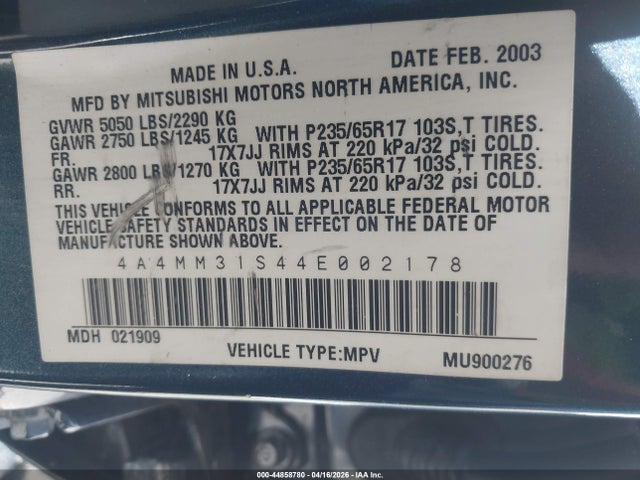 MADE IN U.S.A. DATE FEB. 2003
MFD BY MITSUBISHI MOTORS NORTH AMERICA, INC.
GVWR 5050 LBS/2290 KG
GAWR 2750 LBS/1245 KG WITH P235/65R17 103S,T TIRES.
FR. 17X7JJ RIMS AT 220 kPa/32 psi COLD.
GAWR 2800 LBS/1270 KG WITH P235/65R17 103S,T TIRES.
RR. 17X7JJ RIMS AT 220 kPa/32 psi COLD.
THIS VEHICLE CONFORMS TO ALL APPLICABLE FEDERAL MOTOR
VEHICLE SAFETY STANDARDS IN EFFECT ON THE DATE OF
MANUFACTURE SHOWN ABOVE.
4A4MM31S44E002178
MDH 021909
VEHICLE TYPE:MPV MU900276
000-44858780 - 04/16/2026 - IAA Inc.